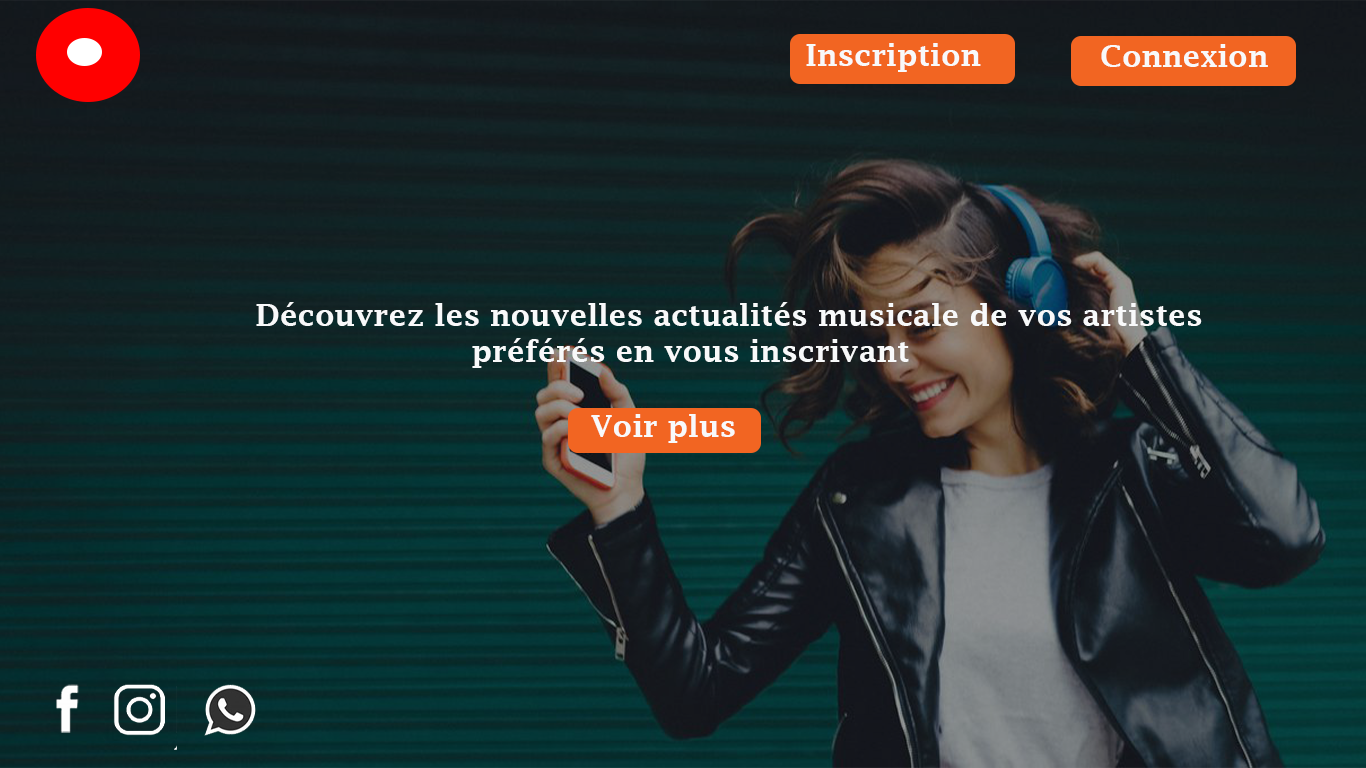 Inscription
Connexion
Découvrez les nouvelles actualités musicale de vos artistes
préférés en vous inscrivant
Voir plus